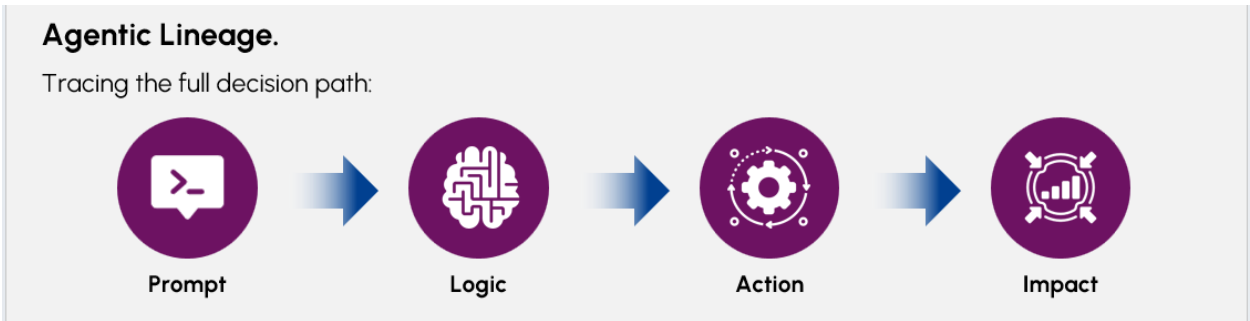 Agentic Lineage.
Tracing the full decision path:
Prompt
Logic
Action
Impact